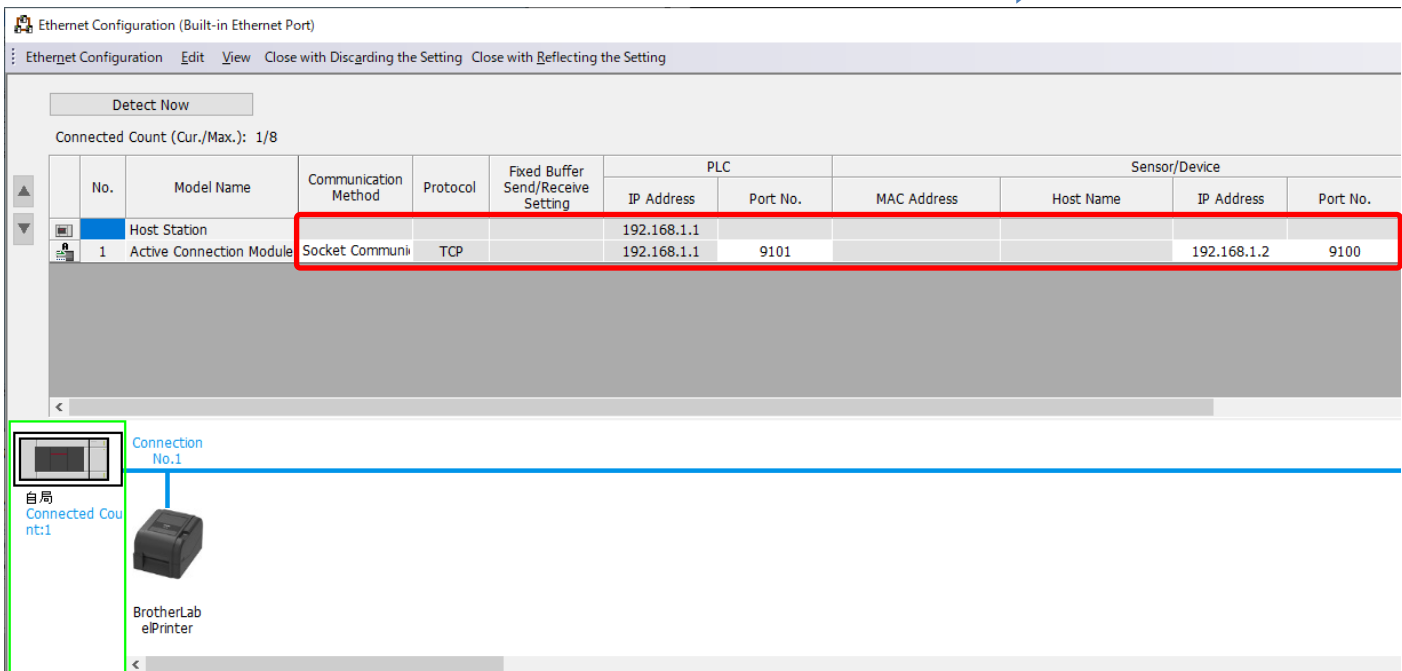 Ethernet Configuration (Built-in Ethernet Port)
Ethernet Configuration Edit View Close with Discarding the Setting Close with Reflecting the Setting
Detect Now
Connected Count (Cur./Max.): 1/8
No. Model Name Communication Method Protocol Fixed Buffer Send/Receive Setting PLC Sensor/Device
IP Address Port No. MAC Address Host Name IP Address Port No.
Host Station 192.168.1.1
1 Active Connection Module Socket Communi TCP 192.168.1.1 9101 192.168.1.2 9100
Connection
No.1
自局
Connected Cou
nt:1
BrotherLab
elPrinter